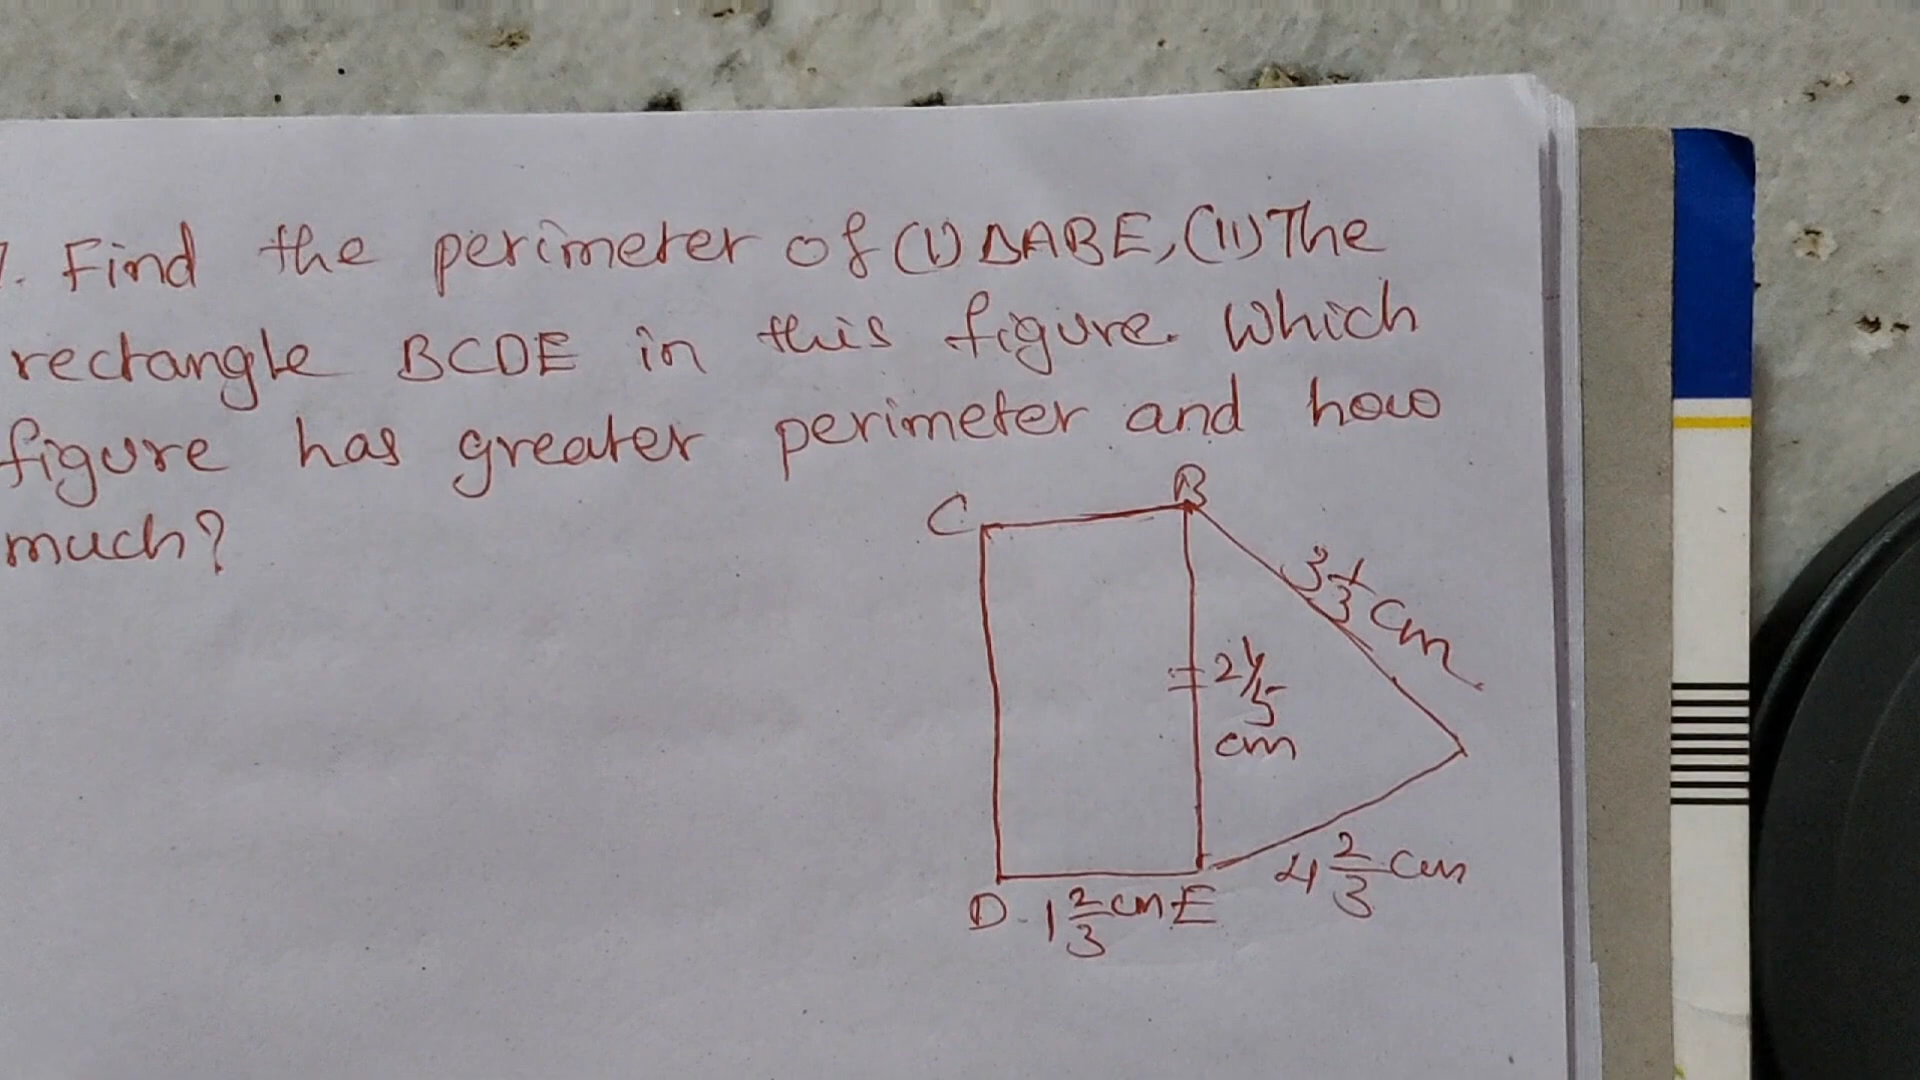 7. Find the perimeter of (i) ΔABE, (ii) The
rectangle BCDE in this figure. Which
figure has greater perimeter and how
much?
C
B
3 1/3 cm
2 1/5
cm
4 2/3 cm
D 1 2/3 cm E